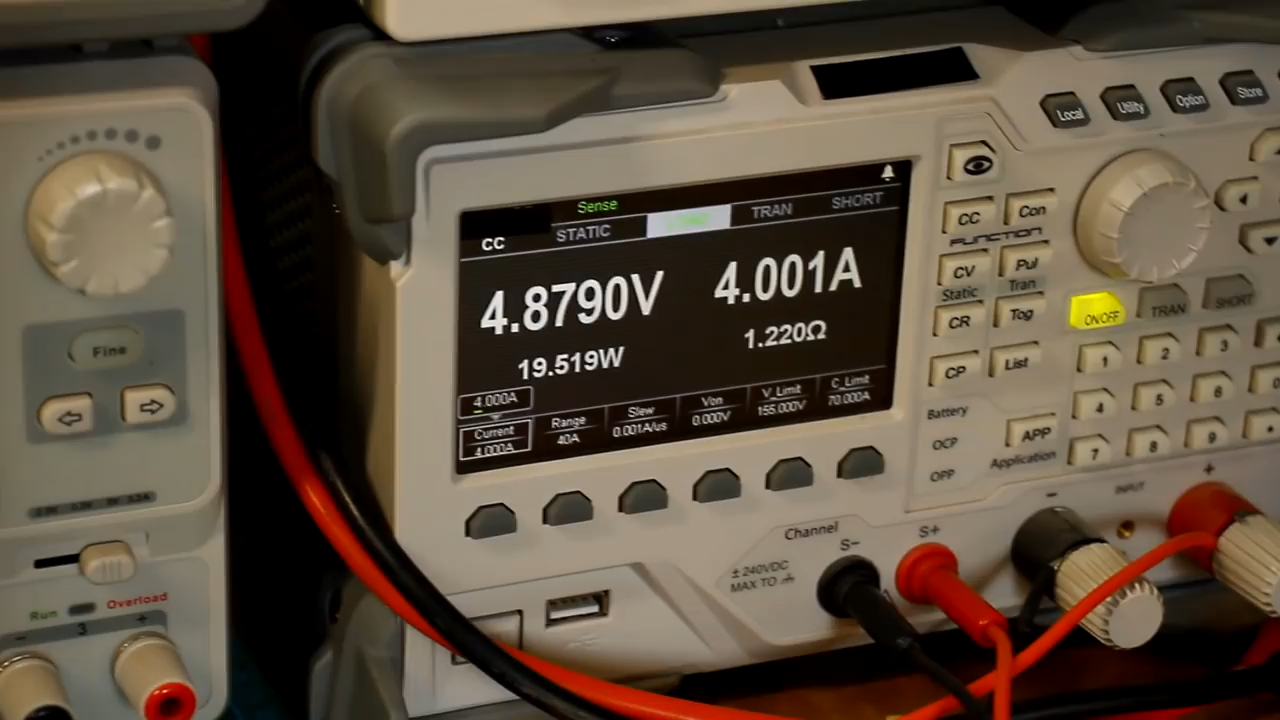 Local
Utility
Option
Store
Sense
CC
STATIC
TRAN
SHORT
4.8790V
4.001A
19.519W
1.220Ω
4.000A
Current
4.000A
Range
40A
Slew
0.001A/us
Von
0.000V
V_Limit
155.000V
C_Limit
70.000A
CC
Con
FUNCTION
CV
Pul
Static
Tran
CR
Tog
CP
List
Battery
OCP
OPP
APP
Application
ON/OFF
TRAN
SHORT
1
2
3
4
5
6
7
8
9
Channel
S−
S+
−
INPUT
+
±240VDC
MAX TO
Fine
Run
Overload
−
3
+